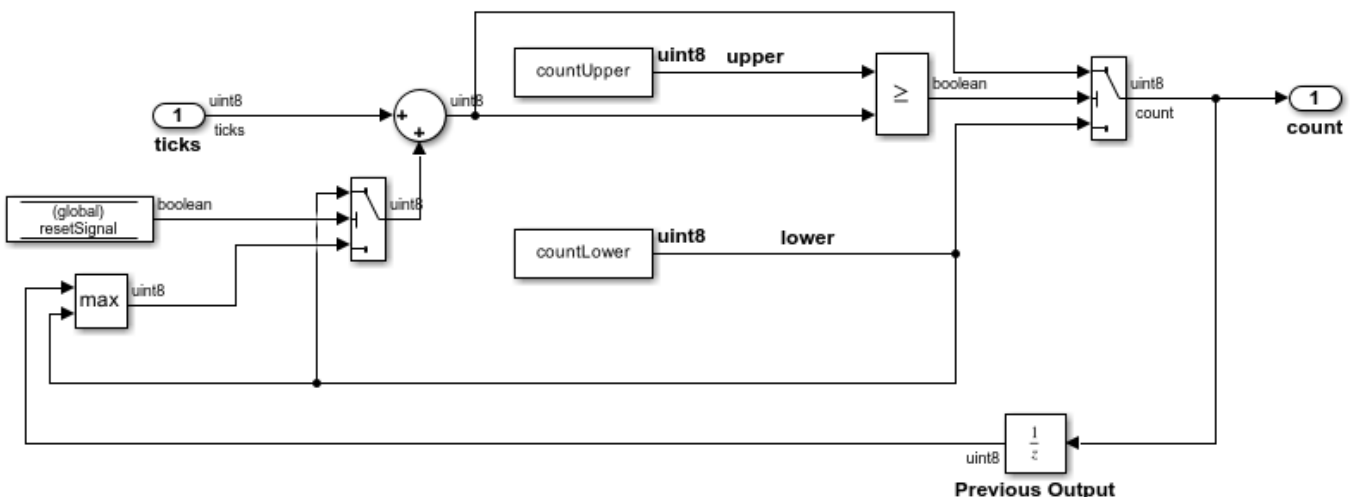 countUpper
uint8 upper
≥
boolean
uint8
count
1
count
uint8
ticks
1
ticks
+
+
uint8
(global)
resetSignal
boolean
uint8
countLower
uint8 lower
max
uint8
1
z
uint8
Previous Output